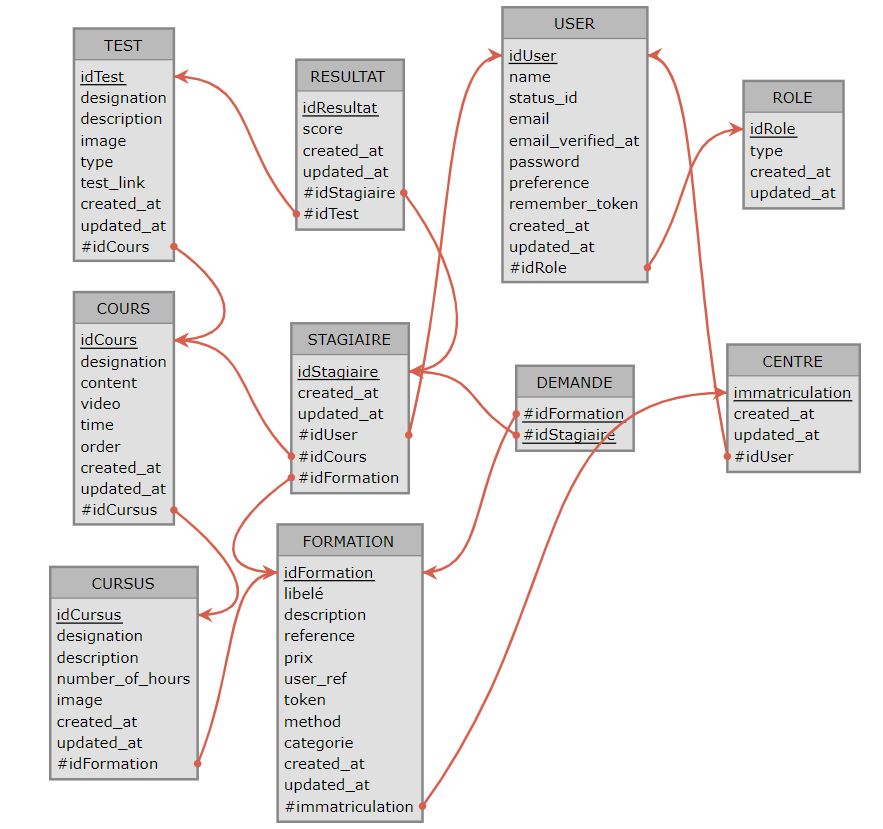 TEST
idTest
designation
description
image
type
test_link
created_at
updated_at
#idCours
RESULTAT
idResultat
score
created_at
updated_at
#idStagiaire
#idTest
USER
idUser
name
status_id
email
email_verified_at
password
preference
remember_token
created_at
updated_at
#idRole
ROLE
idRole
type
created_at
updated_at
COURS
idCours
designation
content
video
time
order
created_at
updated_at
#idCursus
STAGIAIRE
idStagiaire
created_at
updated_at
#idUser
#idCours
#idFormation
DEMANDE
#idFormation
#idStagiaire
CENTRE
immatriculation
created_at
updated_at
#idUser
CURSUS
idCursus
designation
description
number_of_hours
image
created_at
updated_at
#idFormation
FORMATION
idFormation
libelé
description
reference
prix
user_ref
token
method
categorie
created_at
updated_at
#immatriculation